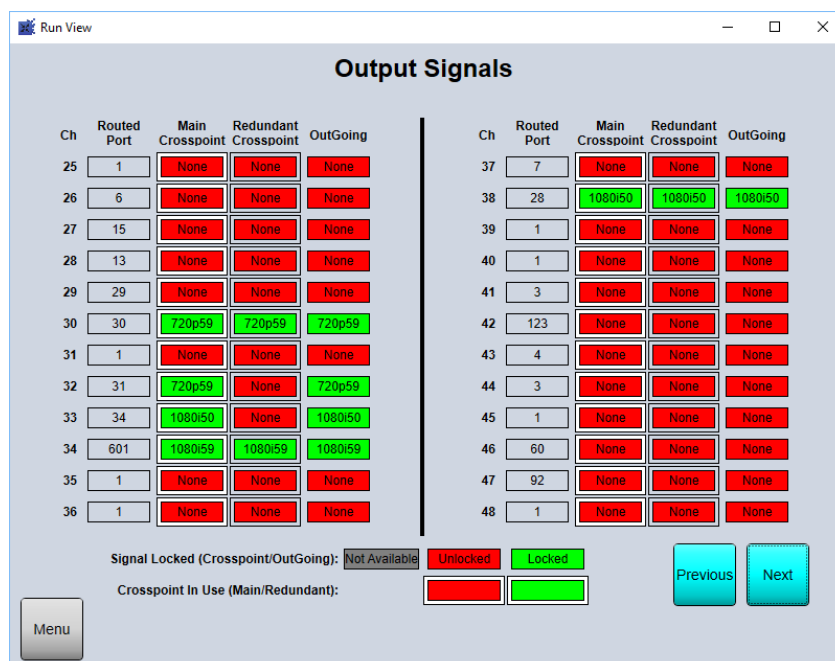 Run View
Output Signals
Ch Routed Port Main Crosspoint Redundant Crosspoint OutGoing
25 1 None None None
26 6 None None None
27 15 None None None
28 13 None None None
29 29 None None None
30 30 720p59 720p59 720p59
31 1 None None None
32 31 720p59 None 720p59
33 34 1080i50 None 1080i50
34 601 1080i59 1080i59 1080i59
35 1 None None None
36 1 None None None
Ch Routed Port Main Crosspoint Redundant Crosspoint OutGoing
37 7 None None None
38 28 1080i50 1080i50 1080i50
39 1 None None None
40 1 None None None
41 3 None None None
42 123 None None None
43 4 None None None
44 3 None None None
45 1 None None None
46 60 None None None
47 92 None None None
48 1 None None None
Signal Locked (Crosspoint/OutGoing): Not Available Unlocked Locked
Crosspoint In Use (Main/Redundant):
Previous Next
Menu